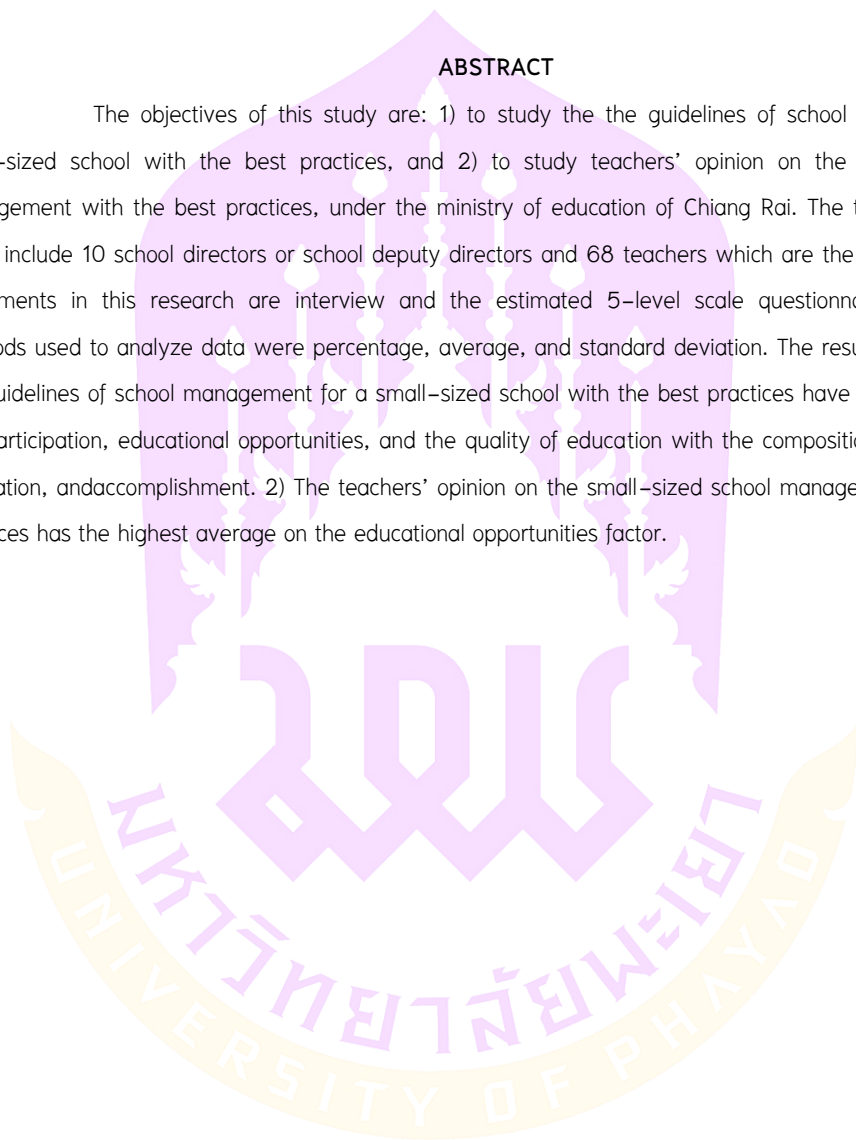 ABSTRACT
The objectives of this study are: 1) to study the the guidelines of school
-sized school with the best practices, and 2) to study teachers’ opinion on the
gement with the best practices, under the ministry of education of Chiang Rai. The
include 10 school directors or school deputy directors and 68 teachers which are the
ments in this research are interview and the estimated 5-level scale questionn
ods used to analyze data were percentage, average, and standard deviation. The resu
uidelines of school management for a small-sized school with the best practices have
articipation, educational opportunities, and the quality of education with the compositi
ation, andaccomplishment. 2) The teachers’ opinion on the small-sized school manage
ces has the highest average on the educational opportunities factor.
มหาวิทยาลัยพะเยา
UNIVERSITY OF PHAYAO